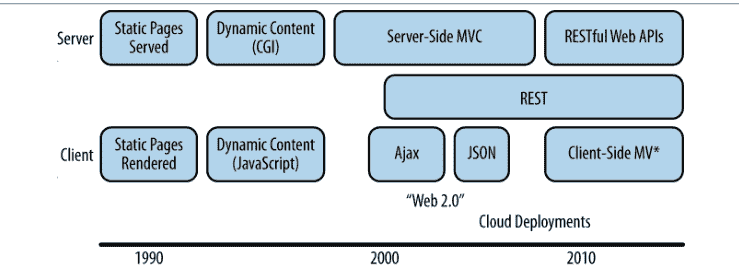 Server
Static Pages
Served
Dynamic Content
(CGI)
Server-Side MVC
RESTful Web APIs
REST
Client
Static Pages
Rendered
Dynamic Content
(JavaScript)
Ajax
JSON
Client-Side MV*
“Web 2.0”
Cloud Deployments
1990
2000
2010